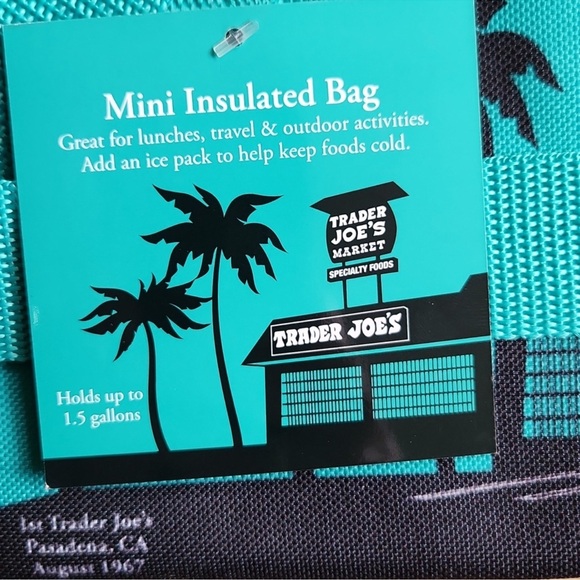 Mini Insulated Bag
Great for lunches, travel & outdoor activities.
Add an ice pack to help keep foods cold.
TRADER
JOE'S
MARKET
SPECIALTY FOODS
TRADER JOE'S
Holds up to
1.5 gallons
1st Trader Joe's
Pasadena, CA
August 1967